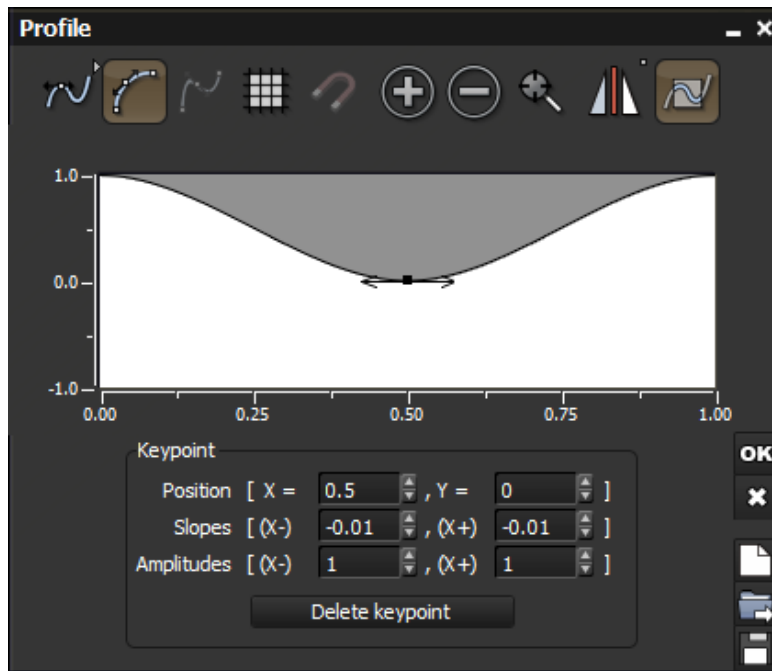 Profile
1.0
0.0
-1.0
0.00 0.25 0.50 0.75 1.00
Keypoint
Position [ X = 0.5 , Y = 0 ]
Slopes [ (X-) -0.01 , (X+) -0.01 ]
Amplitudes [ (X-) 1 , (X+) 1 ]
Delete keypoint
OK